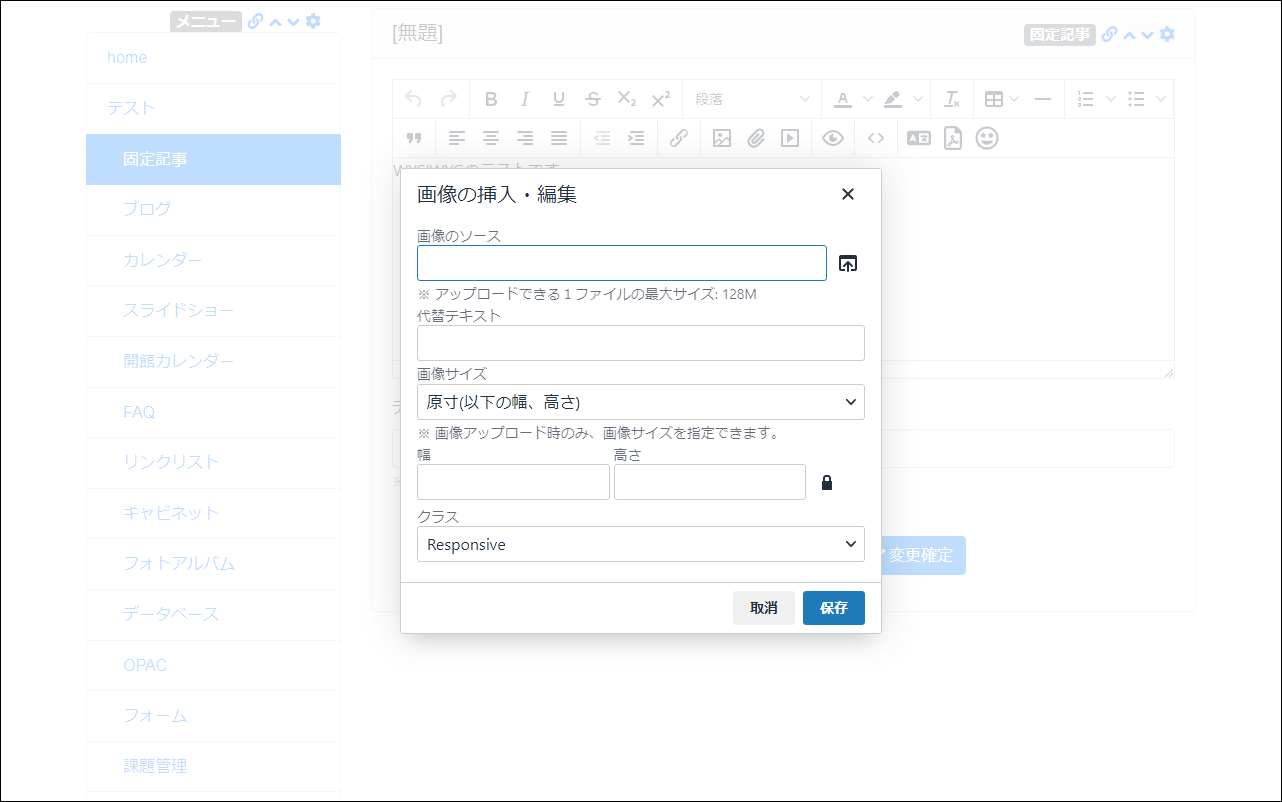 メニュー
home
テスト
固定記事
ブログ
カレンダー
スライドショー
開館カレンダー
FAQ
リンクリスト
キャビネット
フォトアルバム
データベース
OPAC
フォーム
課題管理
[無題]
固定記事
段落
WYSIWYGのテストです
画像の挿入・編集
画像のソース
※ アップロードできる１ファイルの最大サイズ: 128M
代替テキスト
画像サイズ
原寸(以下の幅、高さ)
※ 画像アップロード時のみ、画像サイズを指定できます。
幅 高さ
クラス
Responsive
取消 保存
変更確定